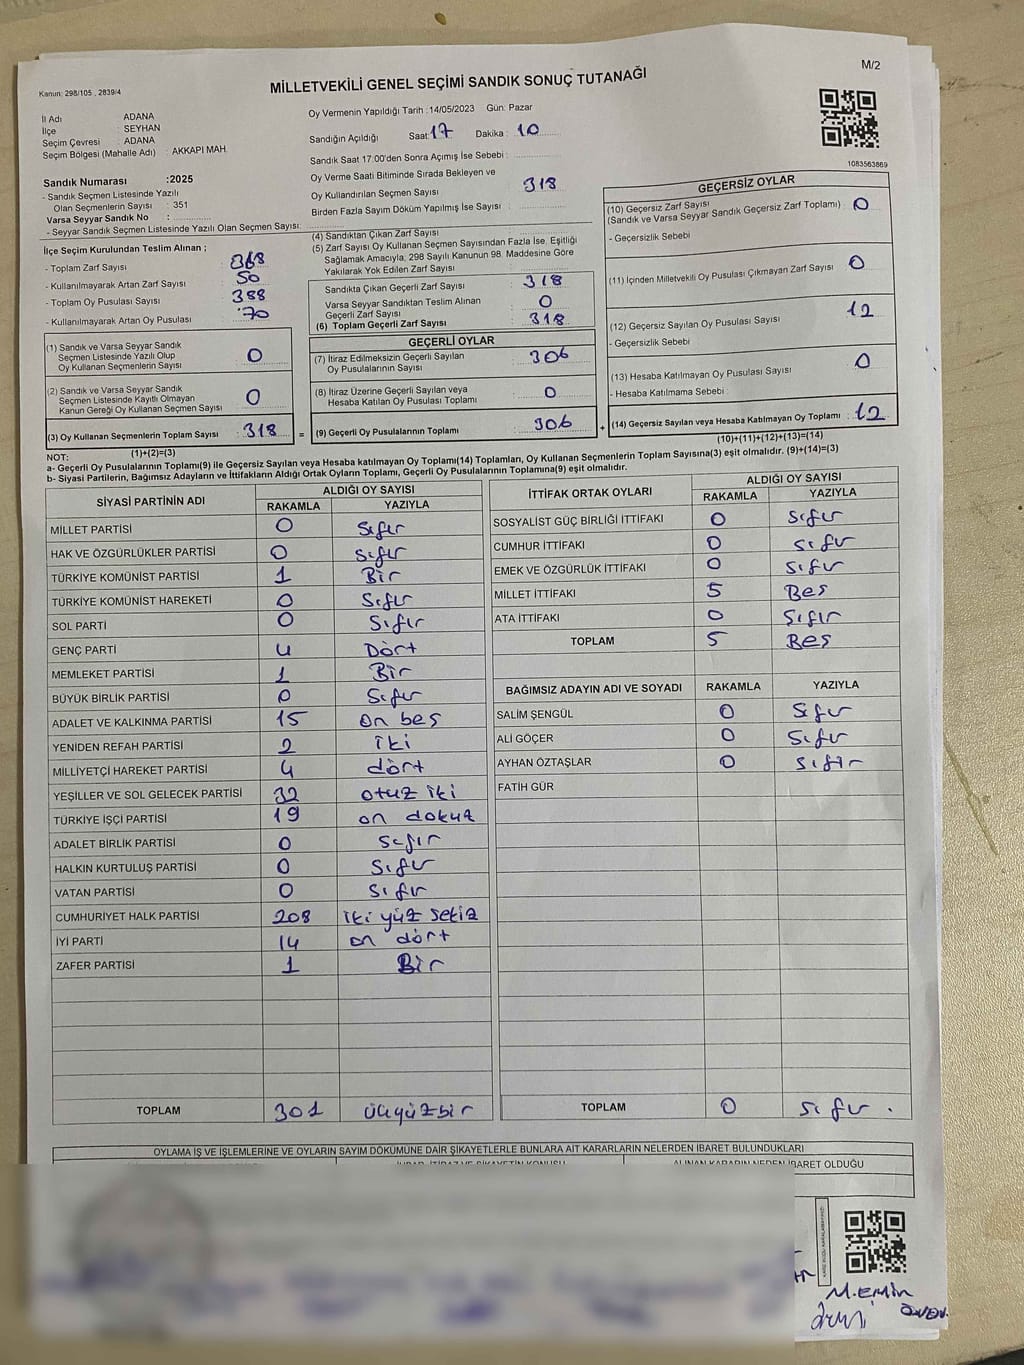 M/2
MİLLETVEKİLİ GENEL SEÇİMİ SANDIK SONUÇ TUTANAĞI
Kanun: 298/105 , 2839/4
İl Adı ADANA
İlçe : SEYHAN
Seçim Çevresi : ADANA
Seçim Bölgesi (Mahalle Adı) : AKKAPI MAH.
Oy Vermenin Yapıldığı Tarih :14/05/2023 Gün: Pazar
Sandığın Açıldığı Saat: 17 Dakika : 10
Sandık Saat 17:00'den Sonra Açımış İse Sebebi :
Oy Verme Saati Bitiminde Sırada Bekleyen ve
Oy Kullandırılan Seçmen Sayısı : 318
Birden Fazla Sayım Döküm Yapılmış İse Sayısı :
1083563869
Sandık Numarası :2025
- Sandık Seçmen Listesinde Yazılı
Olan Seçmenlerin Sayısı : 351
Varsa Seyyar Sandık No :
- Seyyar Sandık Seçmen Listesinde Yazılı Olan Seçmen Sayısı:
İlçe Seçim Kurulundan Teslim Alınan ;
- Toplam Zarf Sayısı 368
- Kullanılmayarak Artan Zarf Sayısı : 50
- Toplam Oy Pusulası Sayısı : 388
- Kullanılmayarak Artan Oy Pusulası : 70
(4) Sandıktan Çıkan Zarf Sayısı :
(5) Zarf Sayısı Oy Kullanan Seçmen Sayısından Fazla İse, Eşitliği
Sağlamak Amacıyla, 298 Sayılı Kanunun 98. Maddesine Göre
Yakılarak Yok Edilen Zarf Sayısı :
Sandıkta Çıkan Geçerli Zarf Sayısı : 318
Varsa Seyyar Sandıktan Teslim Alınan
Geçerli Zarf Sayısı : 0
(6) Toplam Geçerli Zarf Sayısı : 318
GEÇERSİZ OYLAR
(10) Geçersiz Zarf Sayısı : 0
(Sandık ve Varsa Seyyar Sandık Geçersiz Zarf Toplamı)
- Geçersizlik Sebebi
(11) İçinden Milletvekili Oy Pusulası Çıkmayan Zarf Sayısı : 0
(12) Geçersiz Sayılan Oy Pusulası Sayısı : 12
- Geçersizlik Sebebi
(13) Hesaba Katılmayan Oy Pusulası Sayısı : 0
- Hesaba Katılmama Sebebi :
(14) Geçersiz Sayılan veya Hesaba Katılmayan Oy Toplamı : 12
(10)+(11)+(12)+(13)=(14)
(1) Sandık ve Varsa Seyyar Sandık
Seçmen Listesinde Yazılı Olup
Oy Kullanan Seçmenlerin Sayısı : 0
(2) Sandık ve Varsa Seyyar Sandık
Seçmen Listesinde Kayıtlı Olmayan
Kanun Gereği Oy Kullanan Seçmen Sayısı : 0
(3) Oy Kullanan Seçmenlerin Toplam Sayısı : 318 =
(1)+(2)=(3)
GEÇERLİ OYLAR
(7) İtiraz Edilmeksizin Geçerli Sayılan
Oy Pusulasının Sayısı : 306
(8) İtiraz Üzerine Geçerli Sayılan veya
Hesaba Katılan Oy Pusulası Toplamı : 0
(9) Geçerli Oy Pusulalarının Toplamı : 306 +
NOT:
a- Geçerli Oy Pusulalarının Toplamı(9) ile Geçersiz Sayılan veya Hesaba katılmayan Oy Toplamı(14) Toplamları, Oy Kullanan Seçmenlerin Toplam Sayısına(3) eşit olmalıdır. (9)+(14)=(3)
b- Siyasi Partilerin, Bağımsız Adayların ve İttifakların Aldığı Ortak Oyların Toplamı, Geçerli Oy Pusulalarının Toplamına(9) eşit olmalıdır.
SİYASİ PARTİNİN ADI ALDIĞI OY SAYISI
RAKAMLA YAZIYLA
MİLLET PARTİSİ 0 Sıfır
HAK VE ÖZGÜRLÜKLER PARTİSİ 0 Sıfır
TÜRKİYE KOMÜNİST PARTİSİ 1 Bir
TÜRKİYE KOMÜNİST HAREKETİ 0 Sıfır
SOL PARTİ 0 Sıfır
GENÇ PARTİ 4 Dört
MEMLEKET PARTİSİ 1 Bir
BÜYÜK BİRLİK PARTİSİ 0 Sıfır
ADALET VE KALKINMA PARTİSİ 15 on beş
YENİDEN REFAH PARTİSİ 2 iki
MİLLİYETÇİ HAREKET PARTİSİ 4 dört
YEŞİLLER VE SOL GELECEK PARTİSİ 32 otuz iki
TÜRKİYE İŞÇİ PARTİSİ 19 on dokuz
ADALET BİRLİK PARTİSİ 0 sıfır
HALKIN KURTULUŞ PARTİSİ 0 Sıfır
VATAN PARTİSİ 0 Sıfır
CUMHURİYET HALK PARTİSİ 208 iki yüz sekiz
İYİ PARTİ 14 on dört
ZAFER PARTİSİ 1 Bir
TOPLAM 301 üçyüzbir
İTTİFAK ORTAK OYLARI ALDIĞI OY SAYISI
RAKAMLA YAZIYLA
SOSYALİST GÜÇ BİRLİĞİ İTTİFAKI 0 Sıfır
CUMHUR İTTİFAKI 0 Sıfır
EMEK VE ÖZGÜRLÜK İTTİFAKI 0 Sıfır
MİLLET İTTİFAKI 5 Beş
ATA İTTİFAKI 0 Sıfır
TOPLAM 5 Beş
BAĞIMSIZ ADAYIN ADI VE SOYADI RAKAMLA YAZIYLA
SALİM ŞENGÜL 0 Sıfır
ALİ GÖÇER 0 Sıfır
AYHAN ÖZTAŞLAR 0 Sıfır
FATİH GÜR
TOPLAM 0 Sıfır .
OYLAMA İŞ VE İŞLEMLERİNE VE OYLARIN SAYIM DÖKÜMÜNE DAİR ŞİKAYETLERLE BUNLARA AİT KARARLARIN NELERDEN İBARET BULUNDUKLARI
ALINAN KARARIN NEDEN İBARET OLDUĞU
M.EMİN